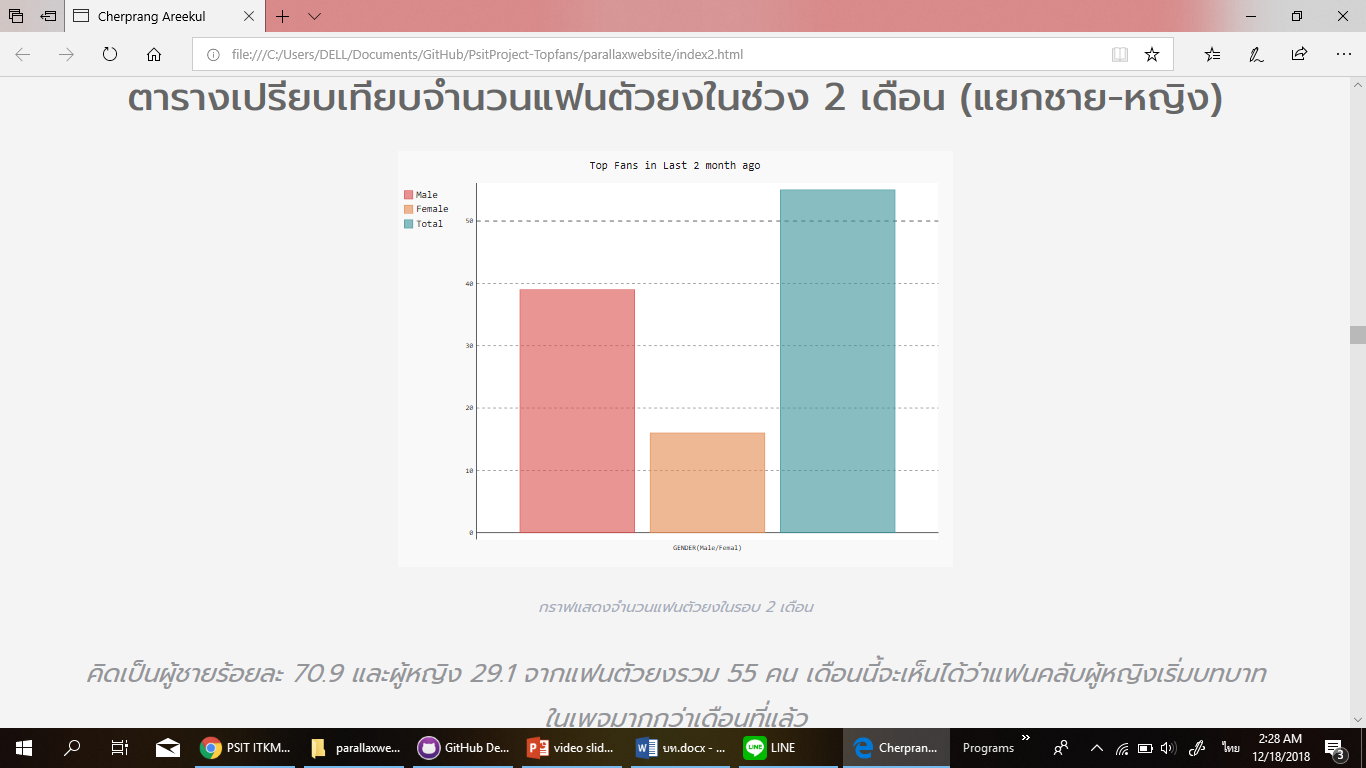 Cherprang Areekul
file:///C:/Users/DELL/Documents/GitHub/PsitProject-Topfans/parallaxwebsite/index2.html
ตารางเปรียบเทียบจำนวนแฟนตัวยงในช่วง 2 เดือน (แยกชาย-หญิง)
Top Fans in Last 2 month ago
Male
Female
Total
50
40
30
20
10
0
GENDER(Male/Femal)
กราฟแสดงจำนวนแฟนตัวยงในรอบ 2 เดือน
คิดเป็นผู้ชายร้อยละ 70.9 และผู้หญิง 29.1 จากแฟนตัวยงรวม 55 คน เดือนนี้จะเห็นได้ว่าแฟนคลับผู้หญิงเริ่มบทบาท
ในเพจมากกว่าเดือนที่แล้ว
PSIT ITKM... parallaxwe... GitHub De... video slid... บท.docx - ... LINE Cherpran... Programs ไทย 2:28 AM
12/18/2018 3